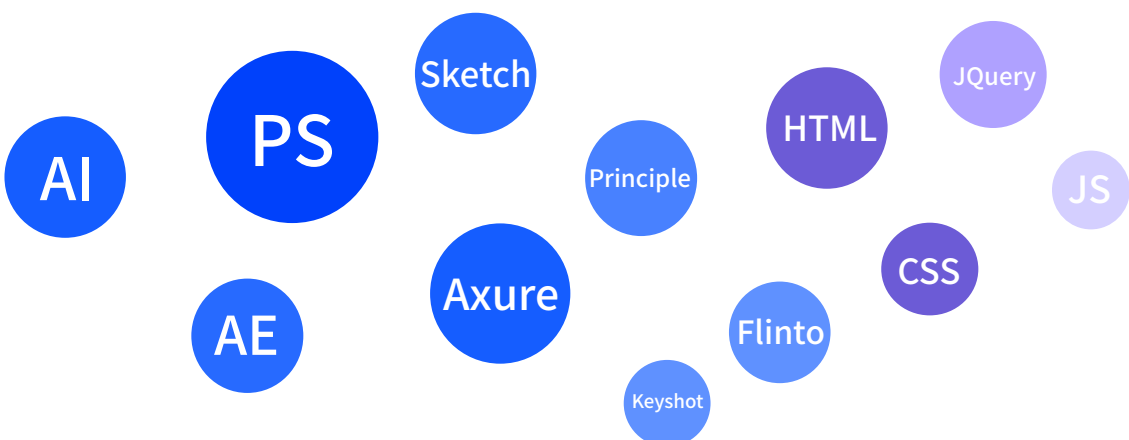 Sketch
JQuery
PS
HTML
AI
Principle
JS
CSS
Axure
AE
Flinto
Keyshot